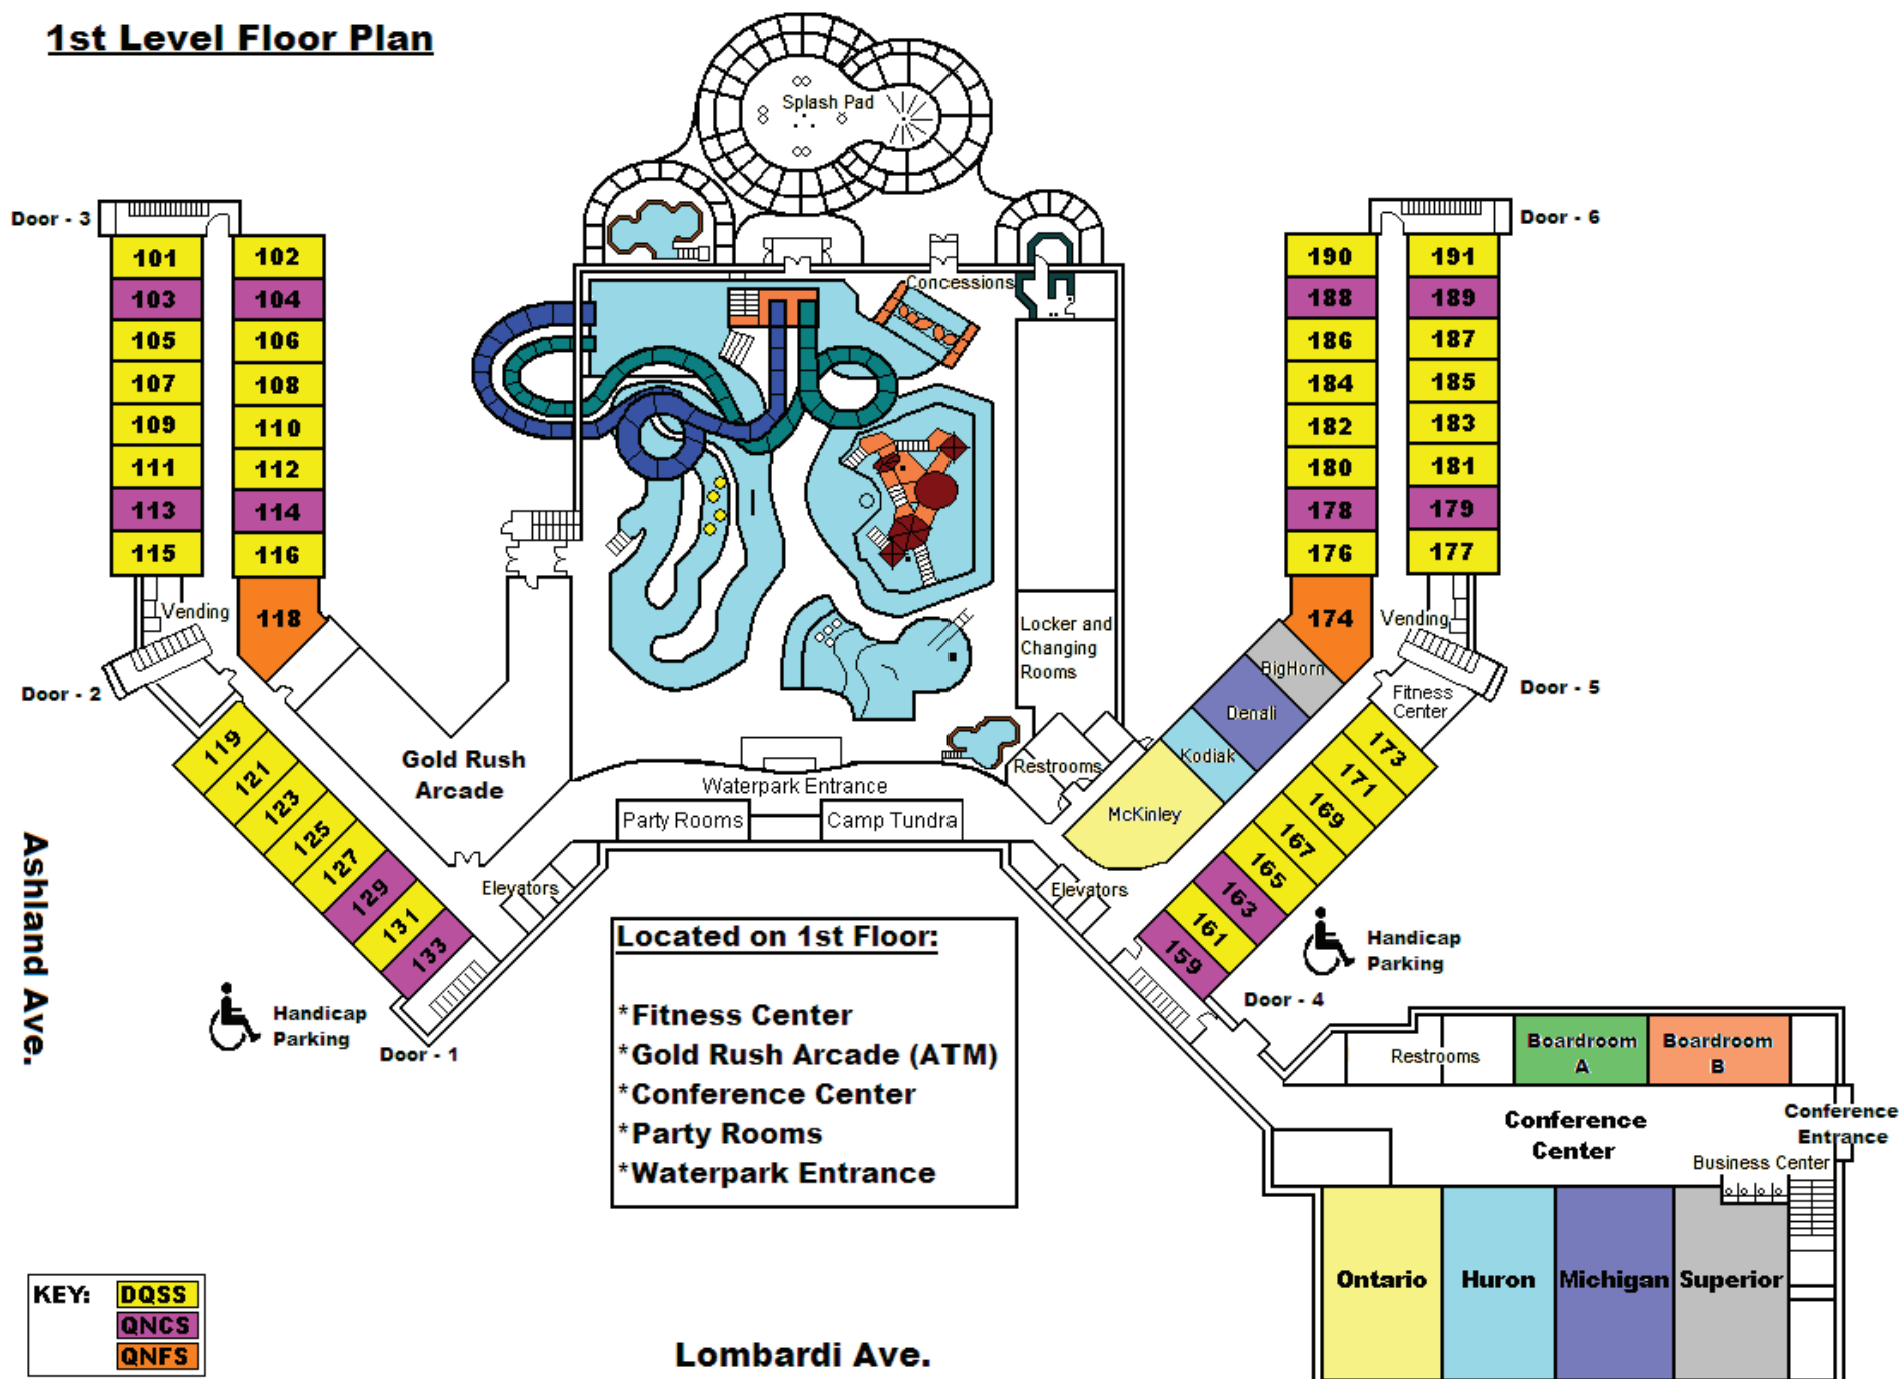 1st Level Floor Plan
Splash Pad
Door - 3
Door - 6
101
102
103
104
105
106
107
108
109
110
111
112
113
114
115
116
118
Vending
Door - 2
119
121
123
125
127
129
131
133
Gold Rush
Arcade
Concessions
Locker and
Changing
Rooms
Restrooms
Waterpark Entrance
Party Rooms
Camp Tundra
Elevators
Elevators
190
191
188
189
186
187
184
185
182
183
180
181
178
179
176
177
174
Vending
BigHorn
Denali
Kodiak
McKinley
Fitness
Center
Door - 5
173
171
169
167
165
163
161
159
Handicap
Parking
Door - 4
Ashland Ave.
Handicap
Parking
Door - 1
Located on 1st Floor:
*Fitness Center
*Gold Rush Arcade (ATM)
*Conference Center
*Party Rooms
*Waterpark Entrance
Restrooms
Boardroom
A
Boardroom
B
Conference
Center
Conference
Entrance
Business Center
Ontario
Huron
Michigan
Superior
KEY:
DQSS
QNCS
QNFS
Lombardi Ave.